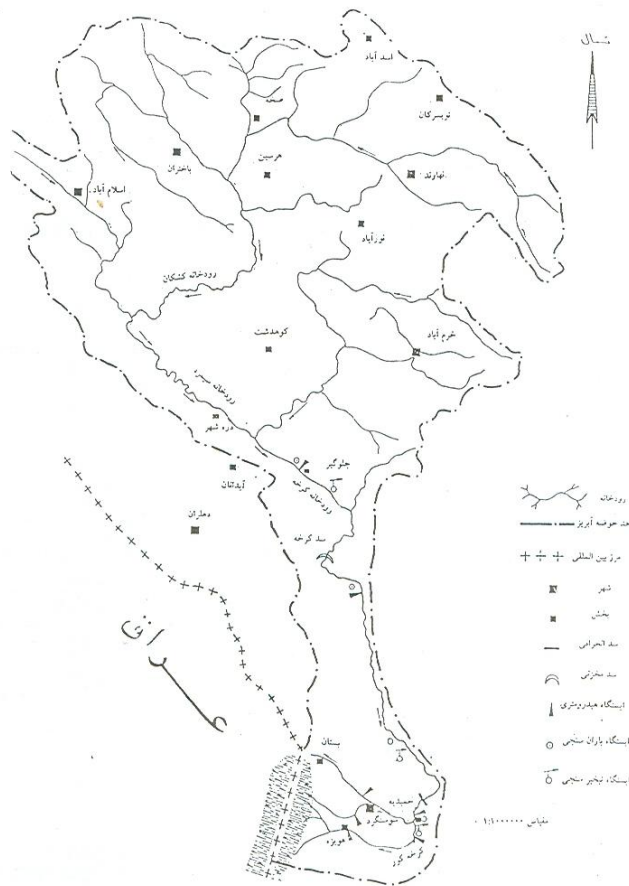 شمال
اسد آباد
تویسرکان
صحنه
هرسین
باختران
نهاوند
اسلام آباد
نورآباد
رودخانه کشکان
خرم آباد
کوهدشت
رودخانه سیمره
دره شهر
جلوگیر
آبدانان
رودخانه کرخه
دهلران
سد کرخه
عراق
بستان
حمیدیه
سوسنگرد
هویزه
کرخه کور
رودخانه
حد حوضه آبریز
مرز بین المللی
شهر
بخش
سد انحرافی
سد مخزنی
ایستگاه هیدرومتری
ایستگاه باران سنجی
ایستگاه تبخیر سنجی
مقیاس ۱:۱۰۰۰۰۰۰